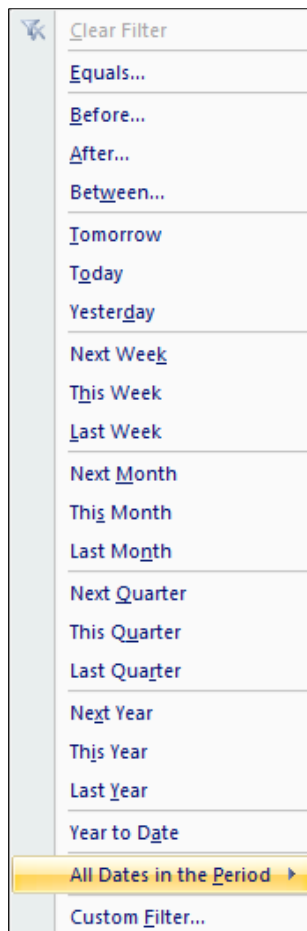 Clear Filter
Equals...
Before...
After...
Between...
Tomorrow
Today
Yesterday
Next Week
This Week
Last Week
Next Month
This Month
Last Month
Next Quarter
This Quarter
Last Quarter
Next Year
This Year
Last Year
Year to Date
All Dates in the Period
Custom Filter...